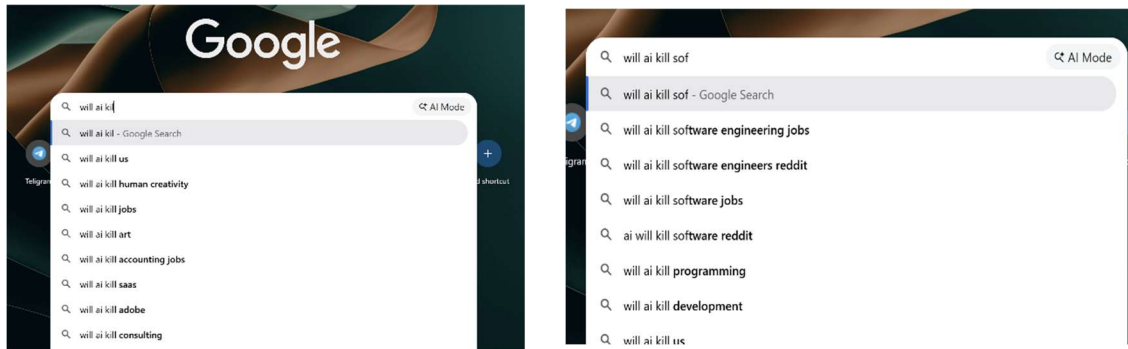 Google
will ai kil
AI Mode
will ai kil - Google Search
will ai kill us
Teligran
d shortcut
will ai kill human creativity
will ai kill jobs
will ai kill art
will ai kill accounting jobs
will ai kill saas
will ai kill adobe
will ai kill consulting
will ai kill sof
AI Mode
will ai kill sof - Google Search
will ai kill software engineering jobs
igran
will ai kill software engineers reddit
will ai kill software jobs
ai will kill software reddit
will ai kill programming
will ai kill development
will ai kill us